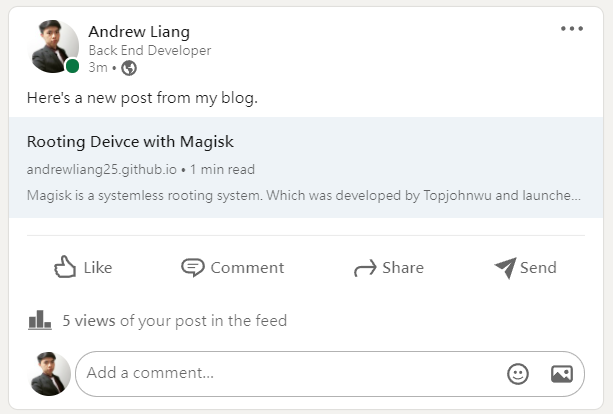 Andrew Liang
Back End Developer
3m •
Here's a new post from my blog.
Rooting Deivce with Magisk
andrewliang25.github.io • 1 min read
Magisk is a systemless rooting system. Which was developed by Topjohnwu and launche...
Like Comment Share Send
5 views of your post in the feed
Add a comment...